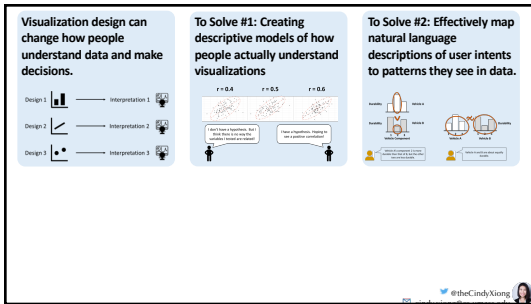 Visualization design can
change how people
understand data and make
decisions.
Design 1
Interpretation 1
Design 2
Interpretation 2
Design 3
Interpretation 3
To Solve #1: Creating
descriptive models of how
people actually understand
visualizations
r = 0.4 r = 0.5 r = 0.6
I don't have a hypothesis. But I
think there is no way the
variables I moved are related!
I have a hypothesis. Hoping to
see a positive correlation!
To Solve #2: Effectively map
natural language
descriptions of user intents
to patterns they see in data.
Durability
Vehicle A
Durability
Vehicle B
Vehicle Component
Durability
Vehicle A
Vehicle B
@theCindyXiong